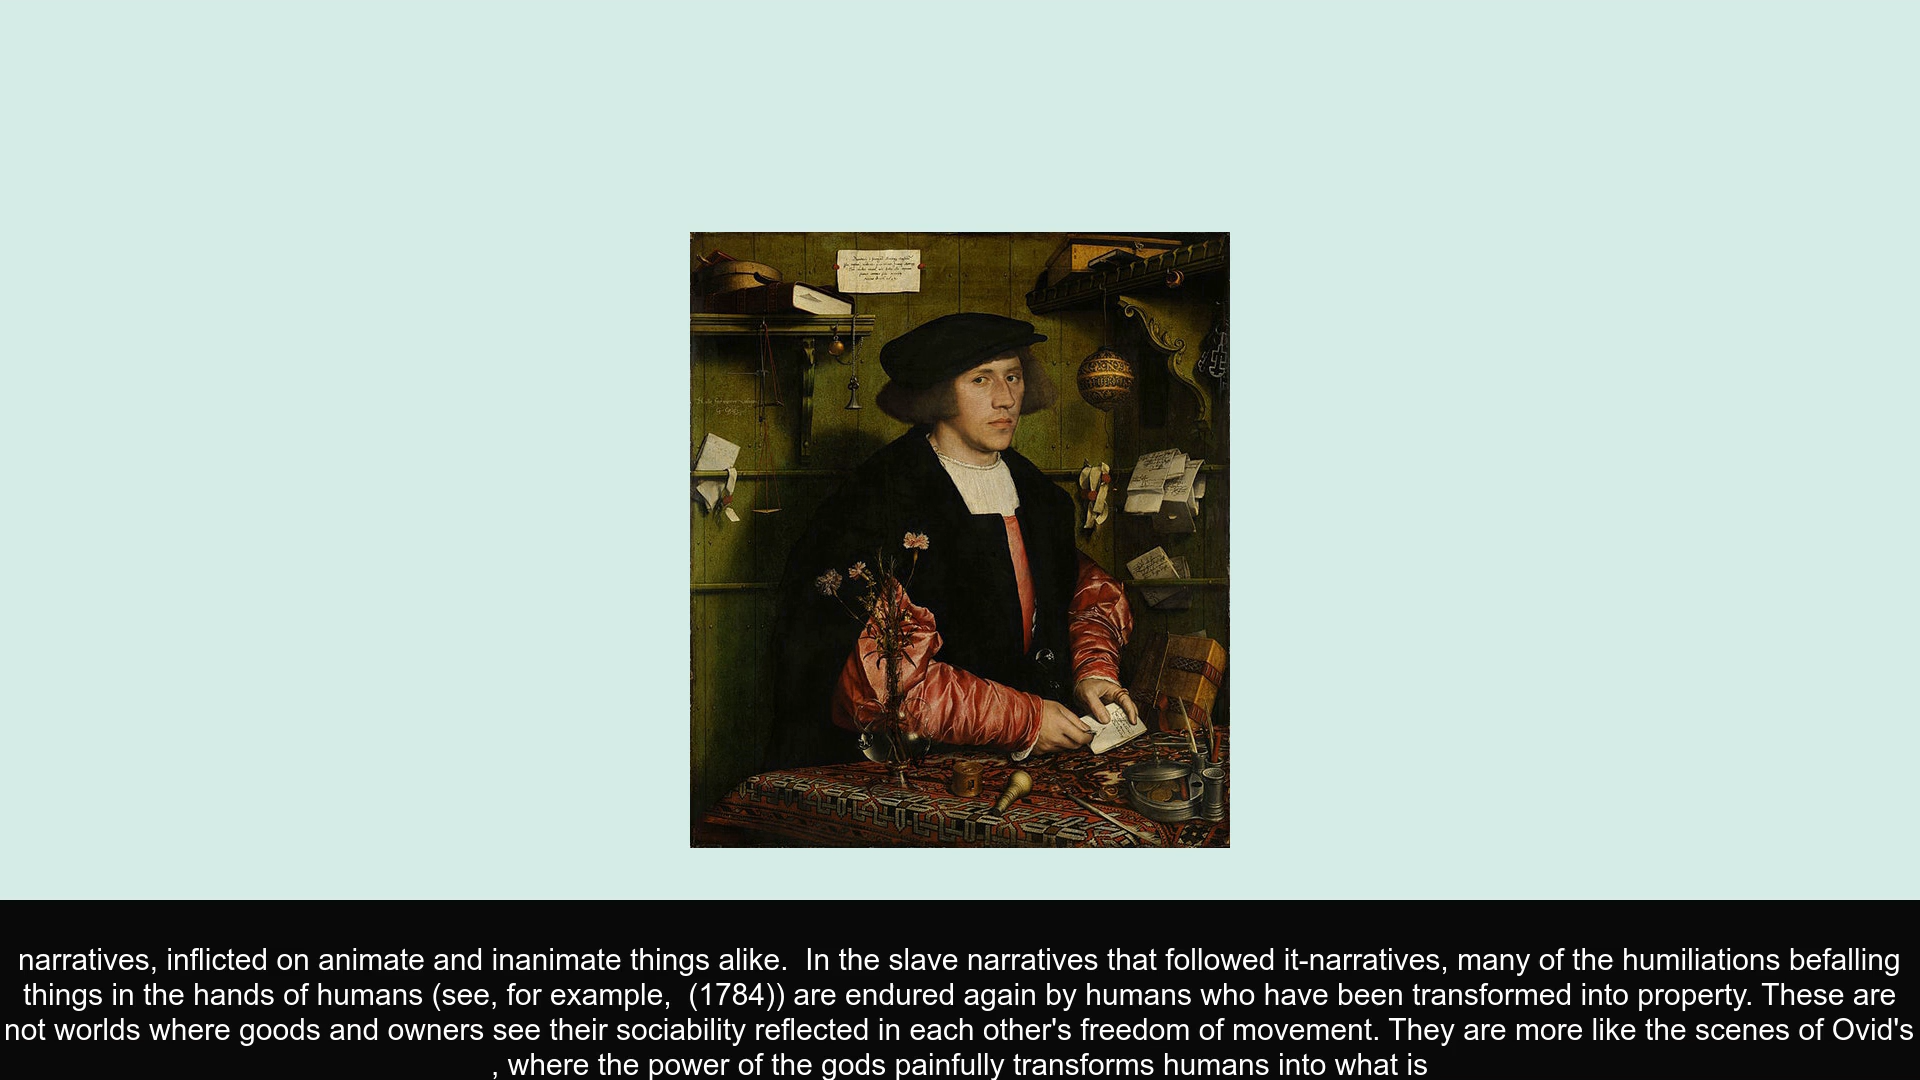 narratives, inflicted on animate and inanimate things alike.  In the slave narratives that followed it-narratives, many of the humiliations befalling
things in the hands of humans (see, for example,  (1784)) are endured again by humans who have been transformed into property. These are
not worlds where goods and owners see their sociability reflected in each other's freedom of movement. They are more like the scenes of Ovid's
, where the power of the gods painfully transforms humans into what is